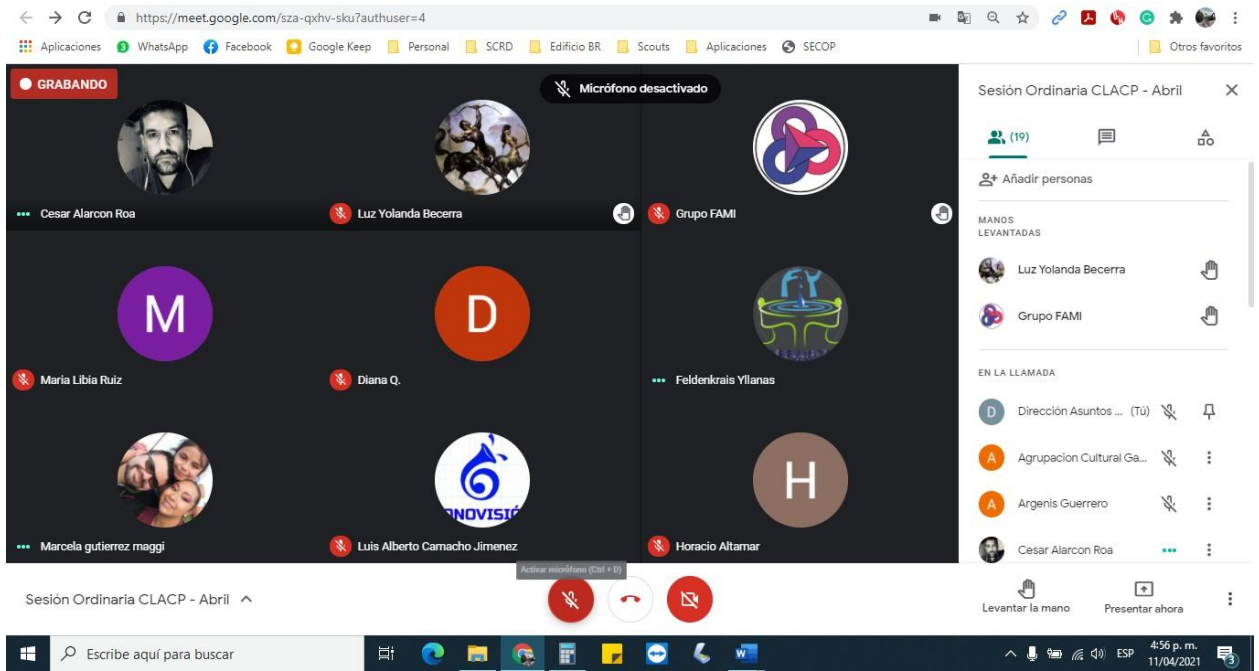 https://meet.google.com/sza-qxhv-sku?authuser=4
Aplicaciones WhatsApp Facebook Google Keep Personal SCRD Edificio BR Scouts Aplicaciones SECOP Otros favoritos
GRABANDO
Micrófono desactivado
Cesar Alarcon Roa
Luz Yolanda Becerra
Grupo FAMI
M
D
FY
Maria Libia Ruiz
Diana Q.
Feldenkrais Yllanas
ONOVISIÓ
H
Marcela gutierrez maggi
Luis Alberto Camacho Jimenez
Horacio Altamar
Activar micrófono (Ctrl + D)
Sesión Ordinaria CLACP - Abril
Sesión Ordinaria CLACP - Abril
(19)
Añadir personas
MANOS
LEVANTADAS
Luz Yolanda Becerra
Grupo FAMI
EN LA LLAMADA
D Dirección Asuntos ... (Tú)
A Agrupacion Cultural Ga...
A Argenis Guerrero
Cesar Alarcon Roa
Levantar la mano
Presentar ahora
Escribe aquí para buscar
ESP
4:56 p. m.
11/04/2021
3